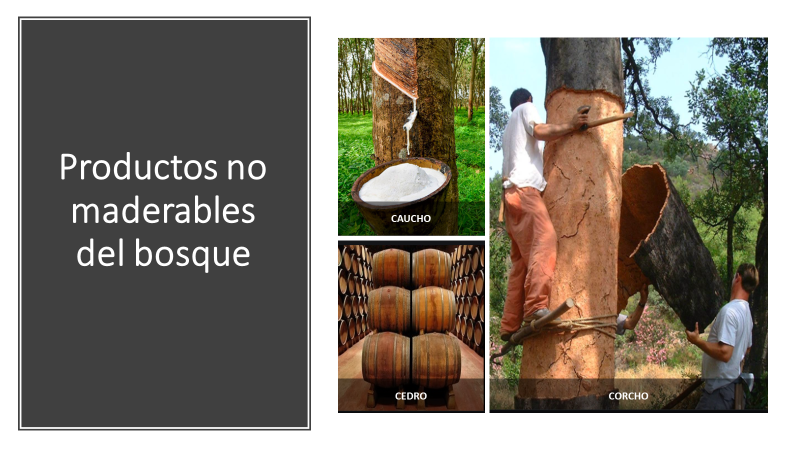 Productos no
maderables
del bosque
CAUCHO
CEDRO
CORCHO